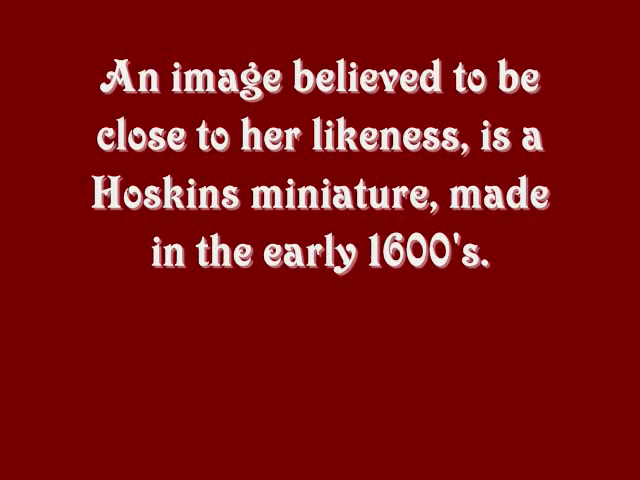 An image believed to be
close to her likeness, is a
Hoskins miniature, made
in the early 1600's.